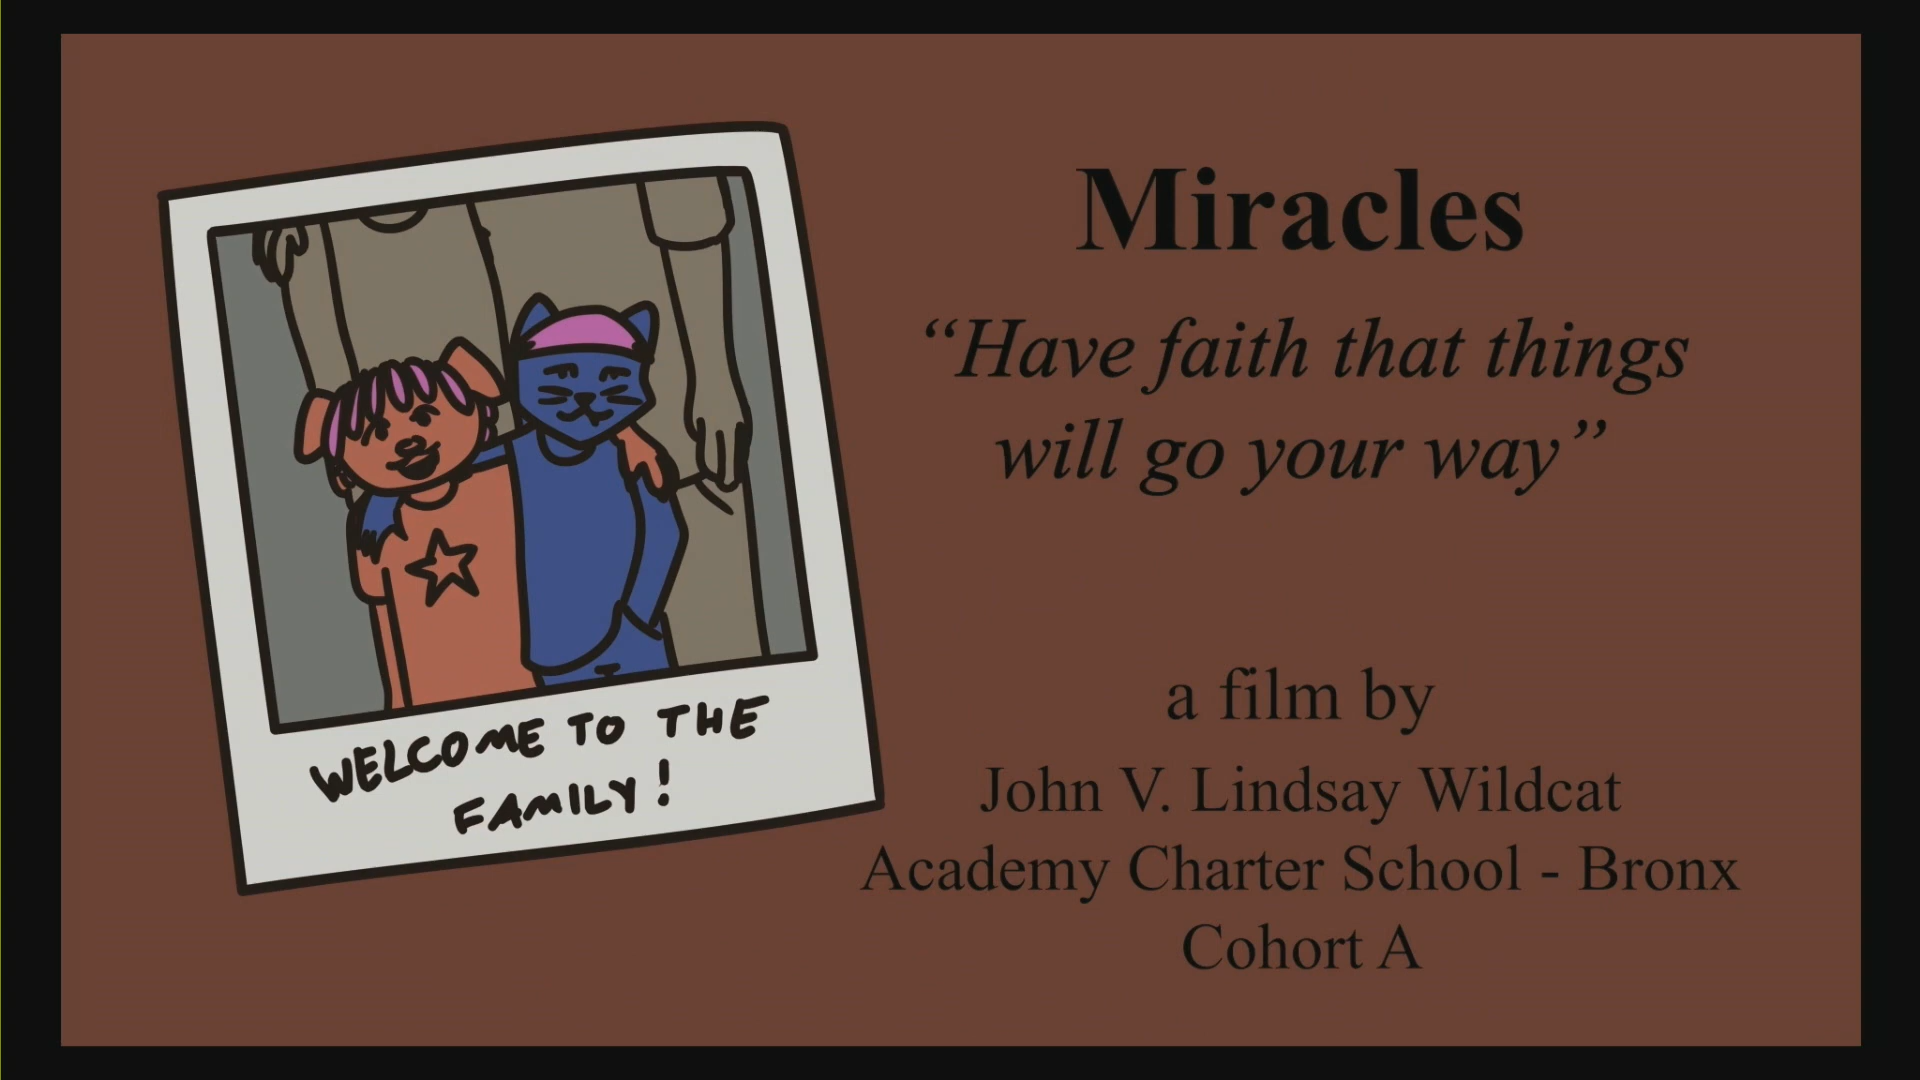 Miracles
“Have faith that things
will go your way”
a film by
John V. Lindsay Wildcat
Academy Charter School - Bronx
Cohort A
WELCOME TO THE
FAMILY!